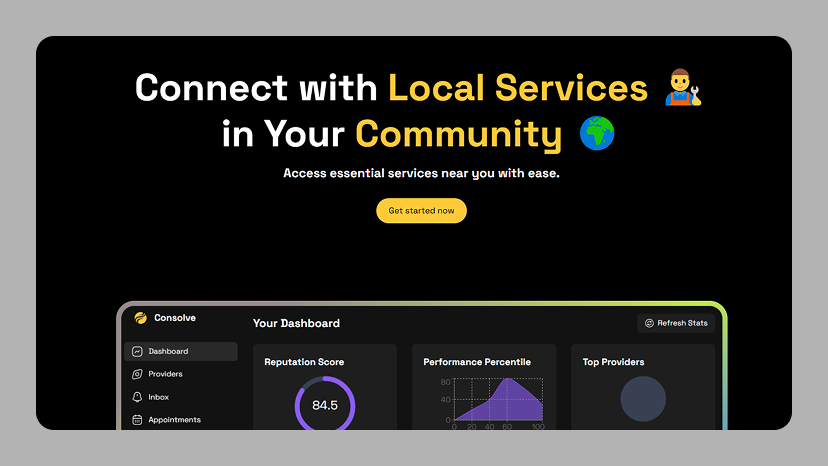 Connect with Local Services
in Your Community
Access essential services near you with ease.
Get started now
Consolve
Your Dashboard
Refresh Stats
Dashboard
Providers
Inbox
Appointments
Reputation Score
84.5
Performance Percentile
80
40
0
0 20 40 60 100
Top Providers